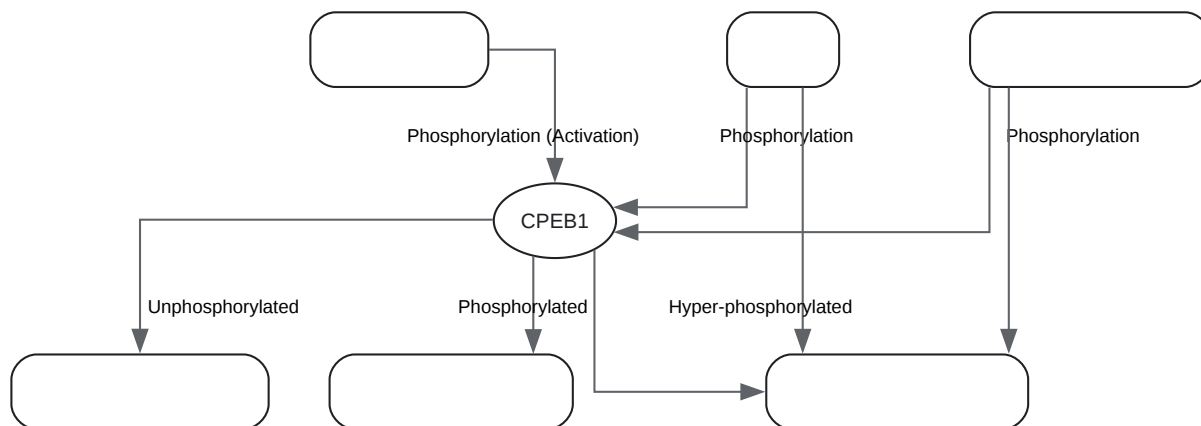 Phosphorylation (Activation)
Phosphorylation
Phosphorylation
CPEB1
Unphosphorylated
Phosphorylated
Hyper-phosphorylated